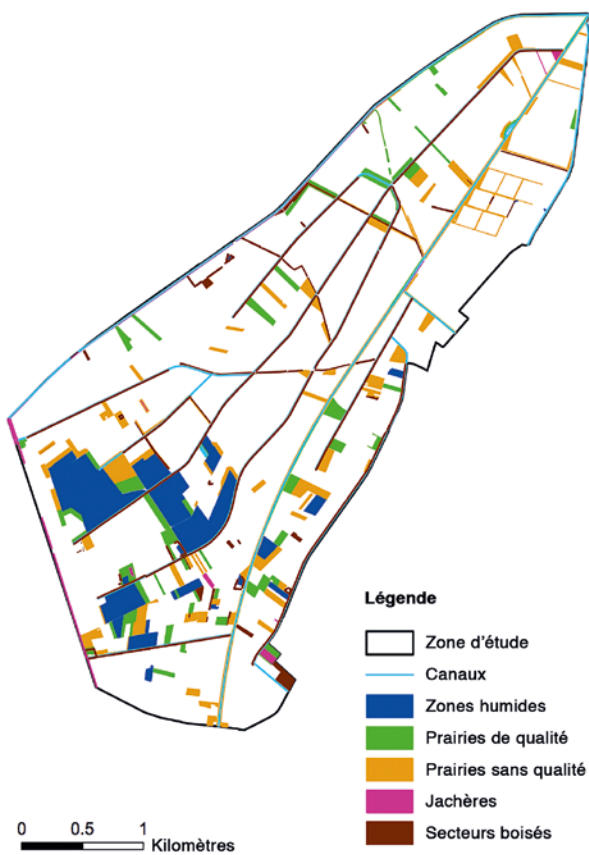 Légende
Zone d'étude
Canaux
Zones humides
Prairies de qualité
Prairies sans qualité
Jachères
Secteurs boisés
0 0.5 1
Kilomètres